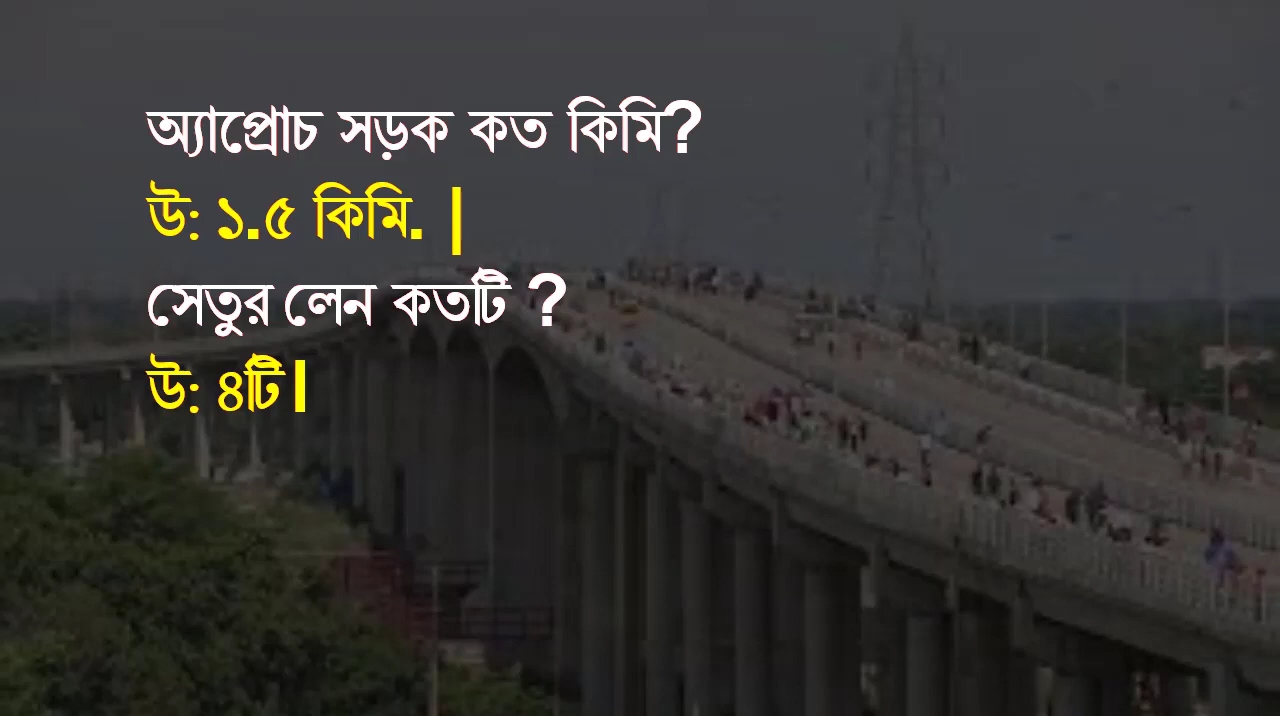 অ্যাপ্রোচ সড়ক কত কিমি?
উ: ১.৫ কিমি. |
সেতুর লেন কতটি ?
উ: ৪টি।